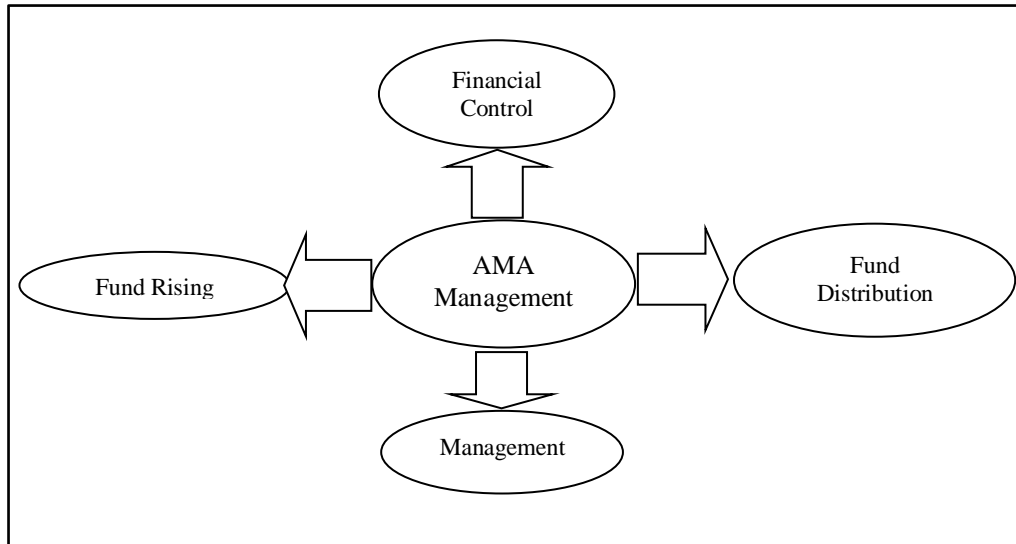 Financial
Control
AMA
Management
Fund Rising
Fund
Distribution
Management